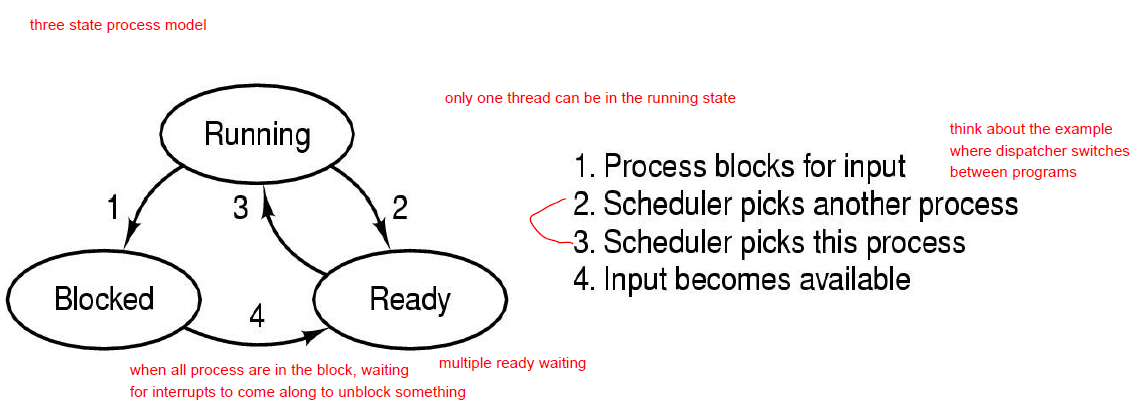 three state process model
only one thread can be in the running state
think about the example
where dispatcher switches
between programs
Running
1
3
2
Blocked
Ready
4
1. Process blocks for input
2. Scheduler picks another process
3. Scheduler picks this process
4. Input becomes available
when all process are in the block, waiting
for interrupts to come along to unblock something
multiple ready waiting